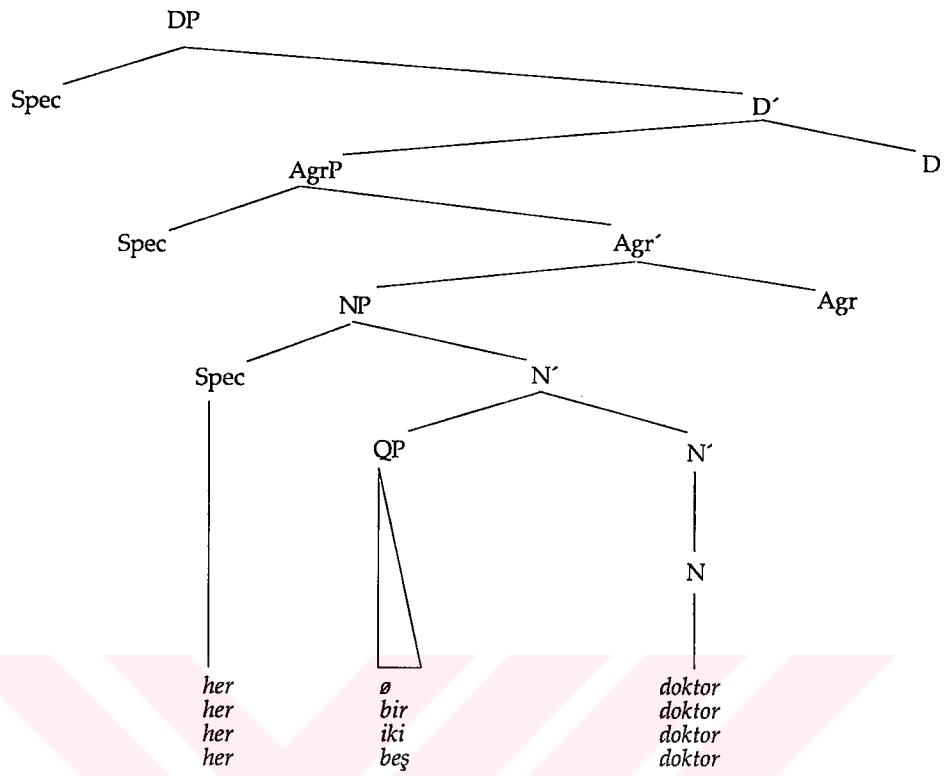 DP
Spec D´
AgrP D
Spec Agr´
NP Agr
Spec N´
QP N´
N
her ø doktor
her bir doktor
her iki doktor
her beş doktor